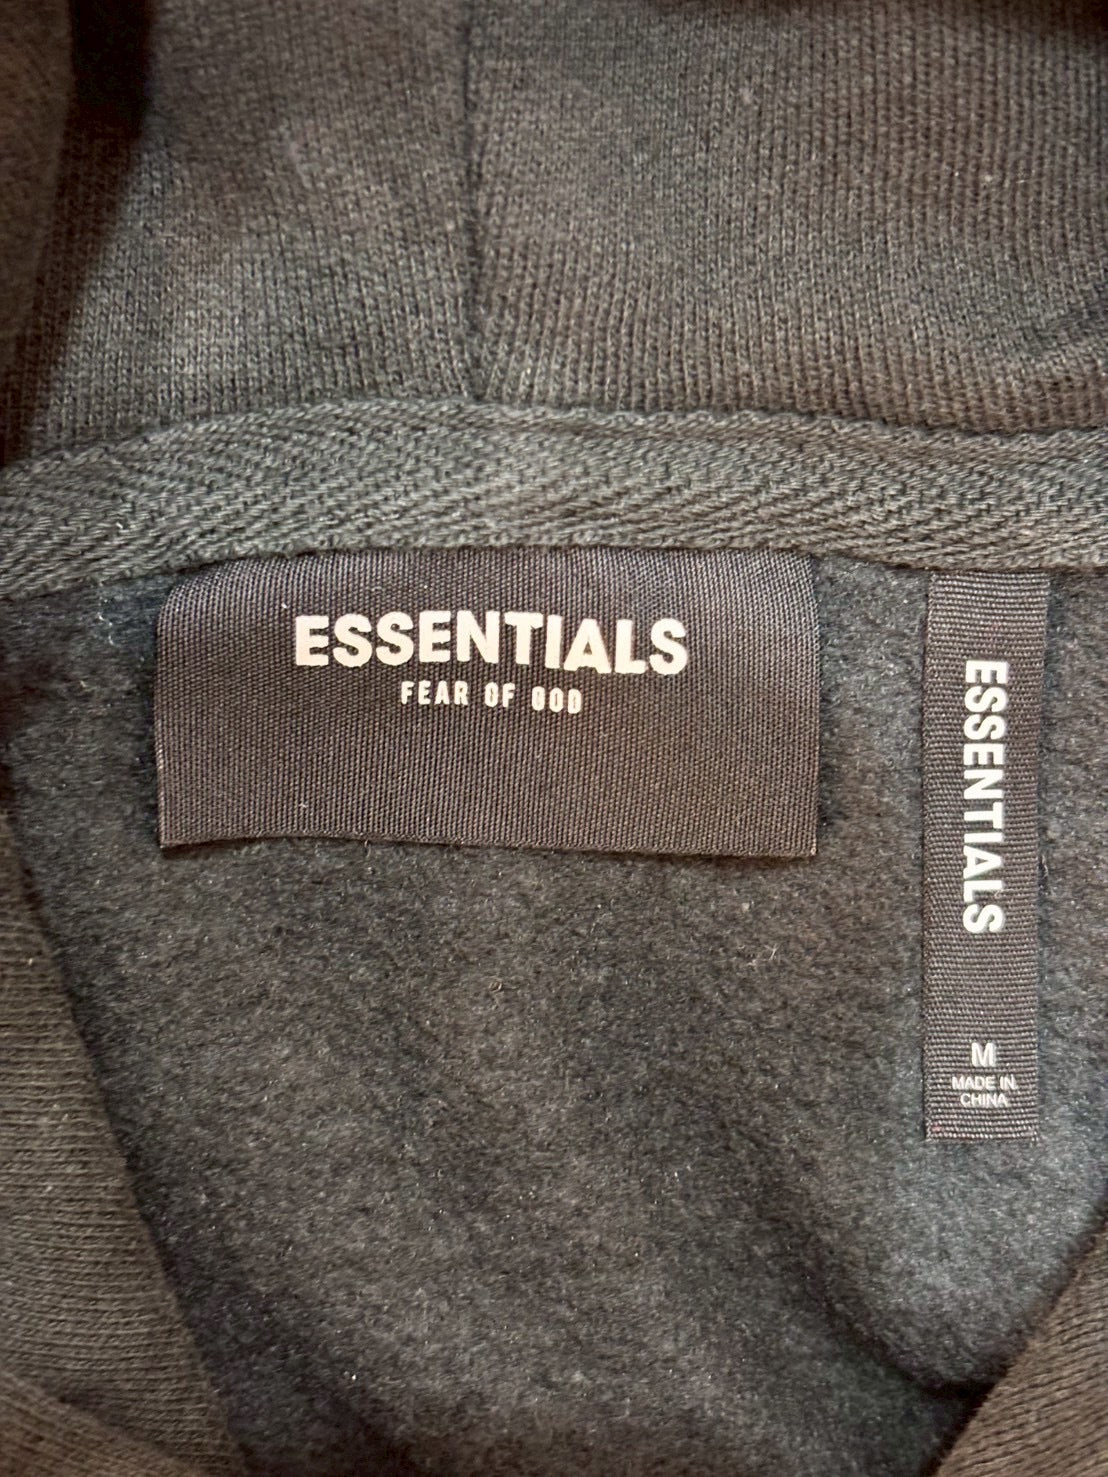 ESSENTIALS
FEAR OF GOD
ESSENTIALS
M
MADE IN
CHINA